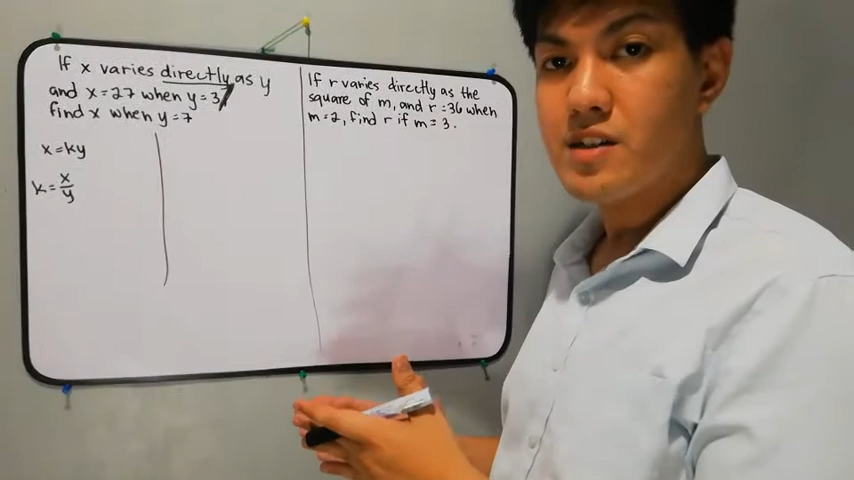 If x varies directly as y
and x = 27 when y = 3,
find x when y = 7
x = ky
k = x/y
If r varies directly as the
square of m, and r = 36 when
m = 2, find r if m = 3.